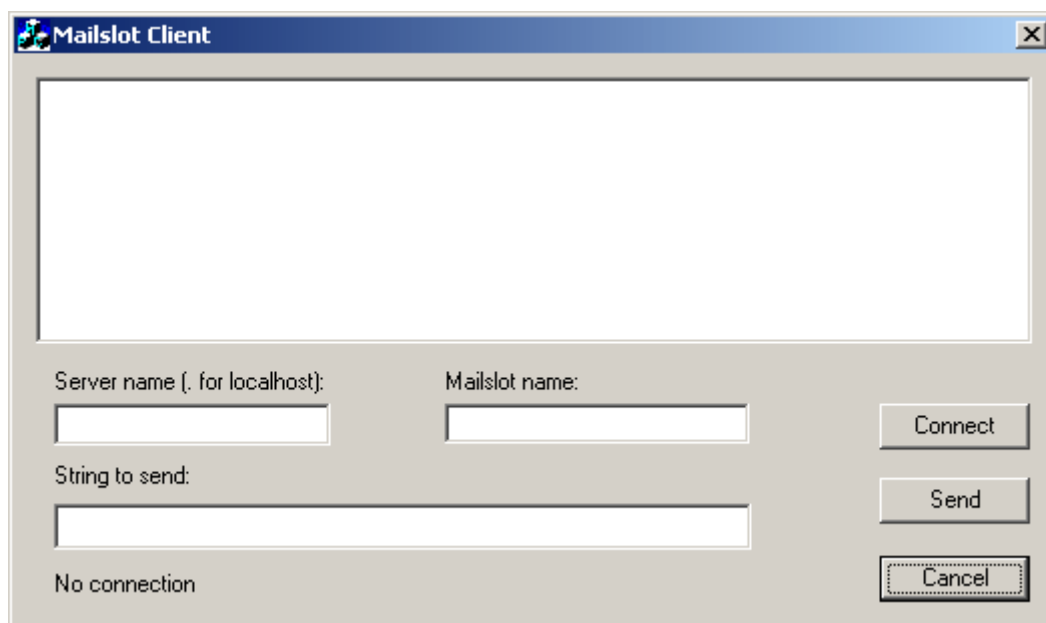 Mailslot Client
Server name (. for localhost):
Mailslot name:
Connect
String to send:
Send
No connection
Cancel